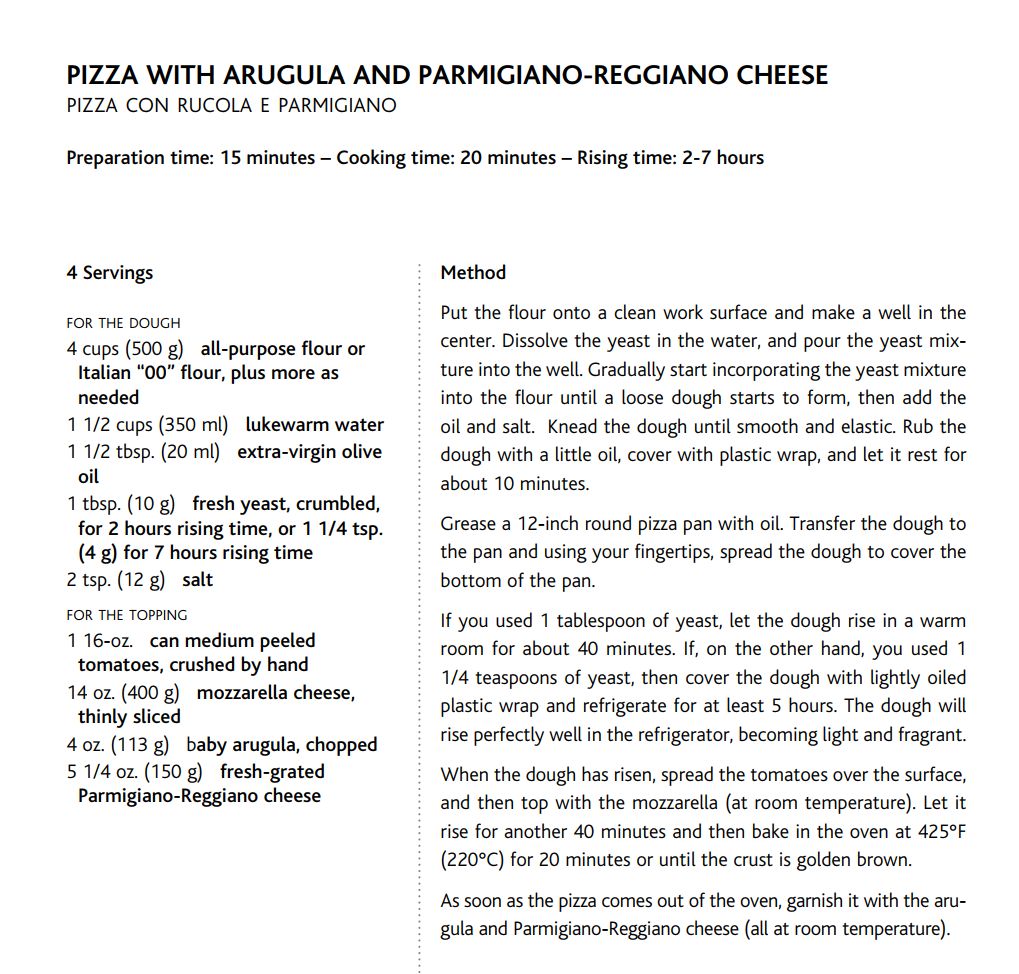 PIZZA WITH ARUGULA AND PARMIGIANO-REGGIANO CHEESE
PIZZA CON RUCOLA E PARMIGIANO
Preparation time: 15 minutes – Cooking time: 20 minutes – Rising time: 2-7 hours
4 Servings
FOR THE DOUGH
4 cups (500 g) all-purpose flour or
Italian “00” flour, plus more as
needed
1 1/2 cups (350 ml) lukewarm water
1 1/2 tbsp. (20 ml) extra-virgin olive
oil
1 tbsp. (10 g) fresh yeast, crumbled,
for 2 hours rising time, or 1 1/4 tsp.
(4 g) for 7 hours rising time
2 tsp. (12 g) salt
FOR THE TOPPING
1 16-oz. can medium peeled
tomatoes, crushed by hand
14 oz. (400 g) mozzarella cheese,
thinly sliced
4 oz. (113 g) baby arugula, chopped
5 1/4 oz. (150 g) fresh-grated
Parmigiano-Reggiano cheese
Method
Put the flour onto a clean work surface and make a well in the
center. Dissolve the yeast in the water, and pour the yeast mix-
ture into the well. Gradually start incorporating the yeast mixture
into the flour until a loose dough starts to form, then add the
oil and salt. Knead the dough until smooth and elastic. Rub the
dough with a little oil, cover with plastic wrap, and let it rest for
about 10 minutes.
Grease a 12-inch round pizza pan with oil. Transfer the dough to
the pan and using your fingertips, spread the dough to cover the
bottom of the pan.
If you used 1 tablespoon of yeast, let the dough rise in a warm
room for about 40 minutes. If, on the other hand, you used 1
1/4 teaspoons of yeast, then cover the dough with lightly oiled
plastic wrap and refrigerate for at least 5 hours. The dough will
rise perfectly well in the refrigerator, becoming light and fragrant.
When the dough has risen, spread the tomatoes over the surface,
and then top with the mozzarella (at room temperature). Let it
rise for another 40 minutes and then bake in the oven at 425°F
(220°C) for 20 minutes or until the crust is golden brown.
As soon as the pizza comes out of the oven, garnish it with the aru-
gula and Parmigiano-Reggiano cheese (all at room temperature).